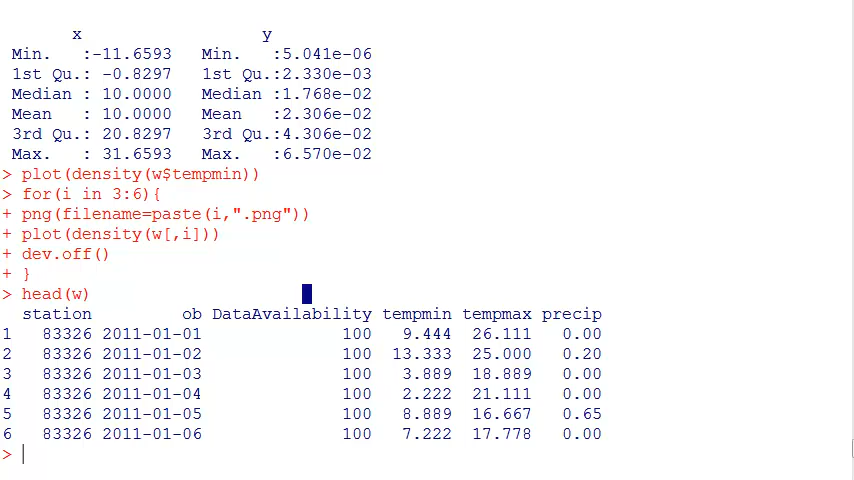 x y
Min. :-11.6593 Min. :5.041e-06
1st Qu.: -0.8297 1st Qu.:2.330e-03
Median : 10.0000 Median :1.768e-02
Mean : 10.0000 Mean :2.306e-02
3rd Qu.: 20.8297 3rd Qu.:4.306e-02
Max. : 31.6593 Max. :6.570e-02
> plot(density(w$tempmin))
> for(i in 3:6){
+ png(filename=paste(i,".png"))
+ plot(density(w[,i]))
+ dev.off()
+ }
> head(w)
station ob DataAvailability tempmin tempmax precip
1 83326 2011-01-01 100 9.444 26.111 0.00
2 83326 2011-01-02 100 13.333 25.000 0.20
3 83326 2011-01-03 100 3.889 18.889 0.00
4 83326 2011-01-04 100 2.222 21.111 0.00
5 83326 2011-01-05 100 8.889 16.667 0.65
6 83326 2011-01-06 100 7.222 17.778 0.00
>